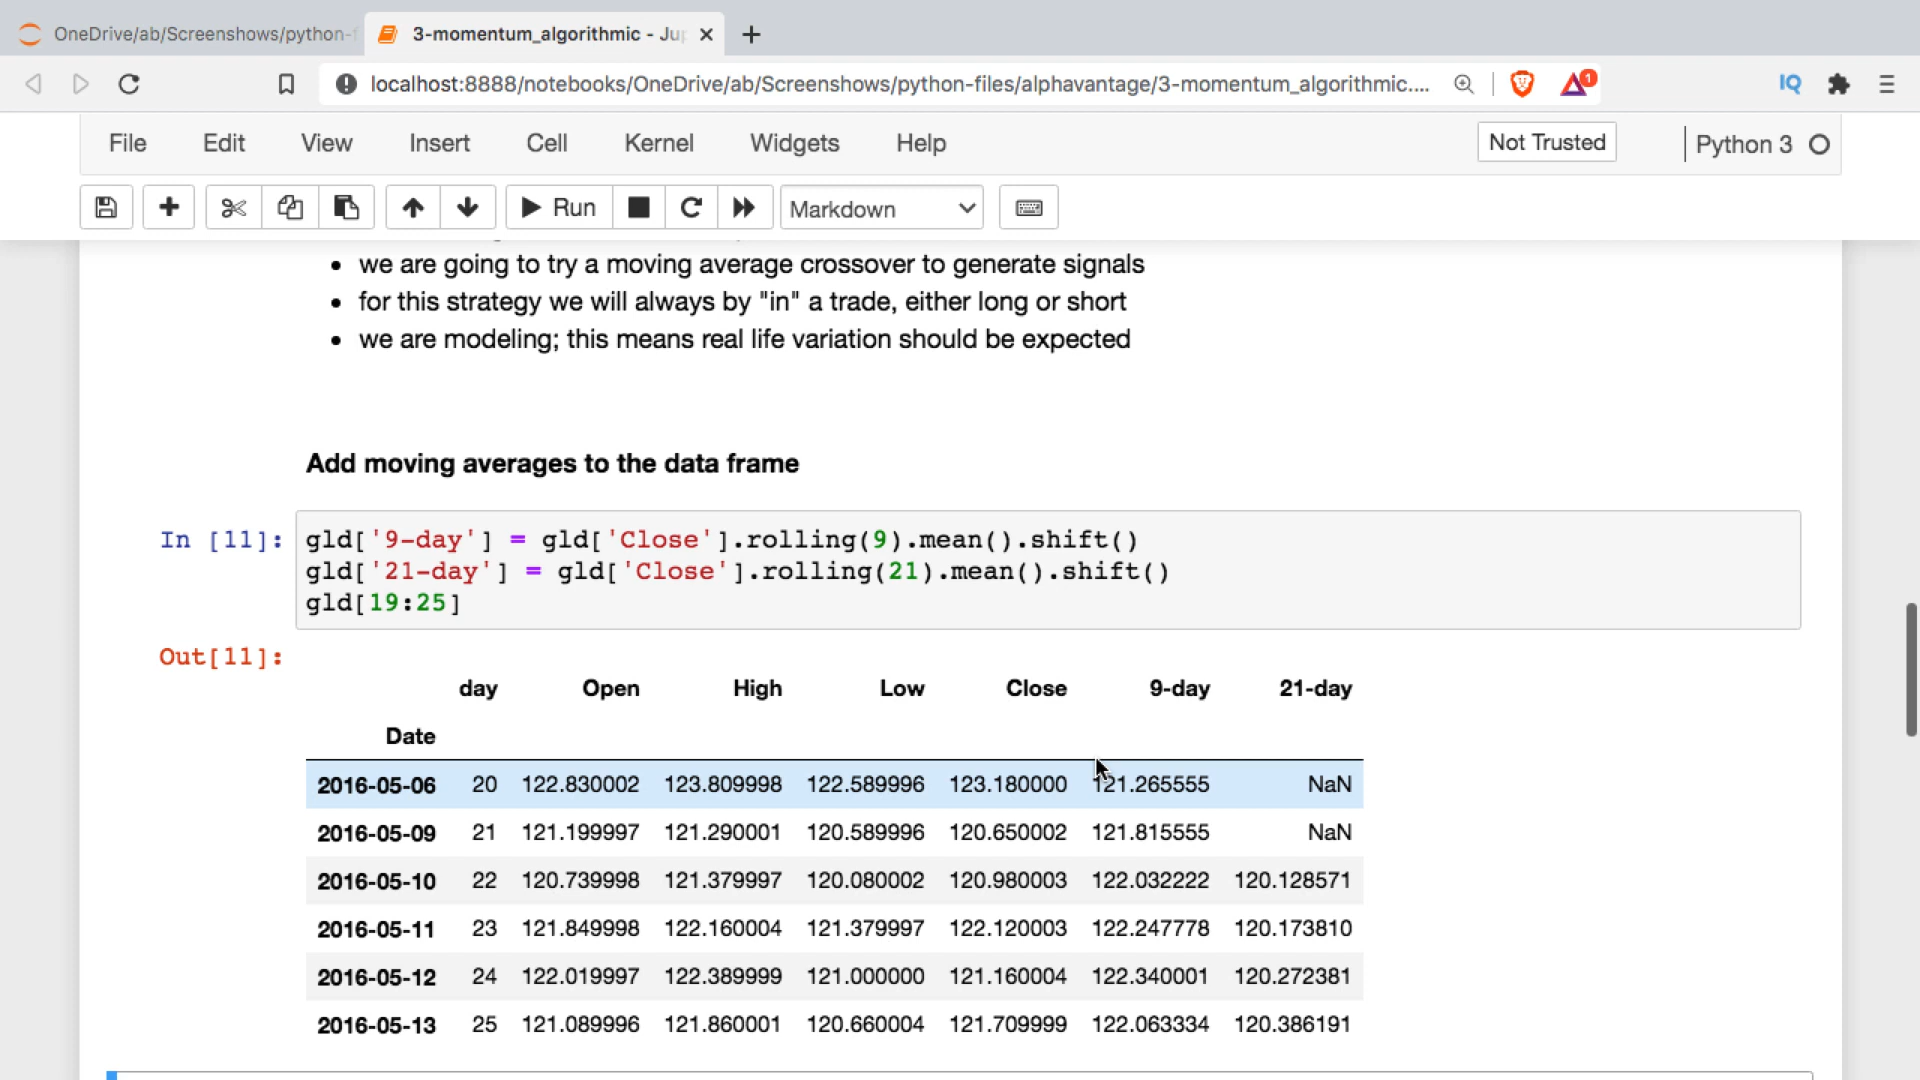 OneDrive/ab/Screenshows/python-f
3-momentum_algorithmic - Jup
localhost:8888/notebooks/OneDrive/ab/Screenshows/python-files/alphavantage/3-momentum_algorithmic....
1
IQ
File Edit View Insert Cell Kernel Widgets Help
Not Trusted
Python 3
Run
Markdown
• we are going to try a moving average crossover to generate signals
• for this strategy we will always by "in" a trade, either long or short
• we are modeling; this means real life variation should be expected
Add moving averages to the data frame
In [11]: gld['9-day'] = gld['Close'].rolling(9).mean().shift()
gld['21-day'] = gld['Close'].rolling(21).mean().shift()
gld[19:25]
Out[11]:
day Open High Low Close 9-day 21-day
Date
2016-05-06 20 122.830002 123.809998 122.589996 123.180000 121.265555 NaN
2016-05-09 21 121.199997 121.290001 120.589996 120.650002 121.815555 NaN
2016-05-10 22 120.739998 121.379997 120.080002 120.980003 122.032222 120.128571
2016-05-11 23 121.849998 122.160004 121.379997 122.120003 122.247778 120.173810
2016-05-12 24 122.019997 122.389999 121.000000 121.160004 122.340001 120.272381
2016-05-13 25 121.089996 121.860001 120.660004 121.709999 122.063334 120.386191